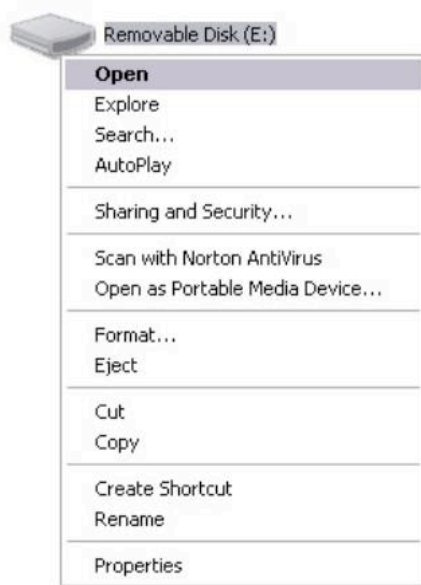 Removable Disk (E:)
Open
Explore
Search...
AutoPlay
Sharing and Security...
Scan with Norton AntiVirus
Open as Portable Media Device...
Format...
Eject
Cut
Copy
Create Shortcut
Rename
Properties